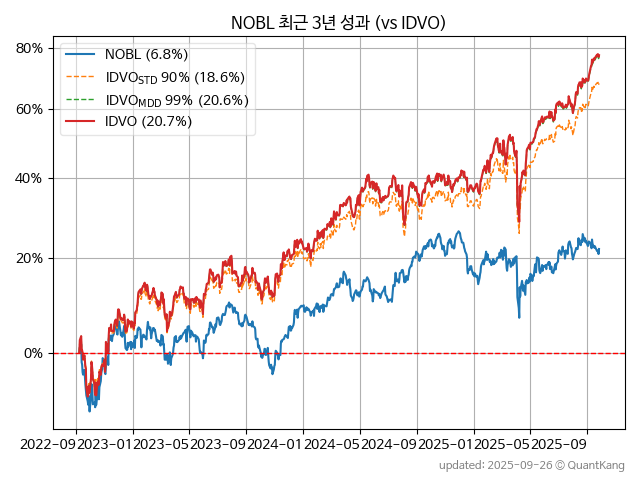 NOBL 최근 3년 성과 (vs IDVO)
NOBL (6.8%)
IDVO_STD 90% (18.6%)
IDVO_MDD 99% (20.6%)
IDVO (20.7%)
80%
60%
40%
20%
0%
2022-09 2023-01 2023-05 2023-09 2024-01 2024-05 2024-09 2025-01 2025-05 2025-09
updated: 2025-09-26 © QuantKang